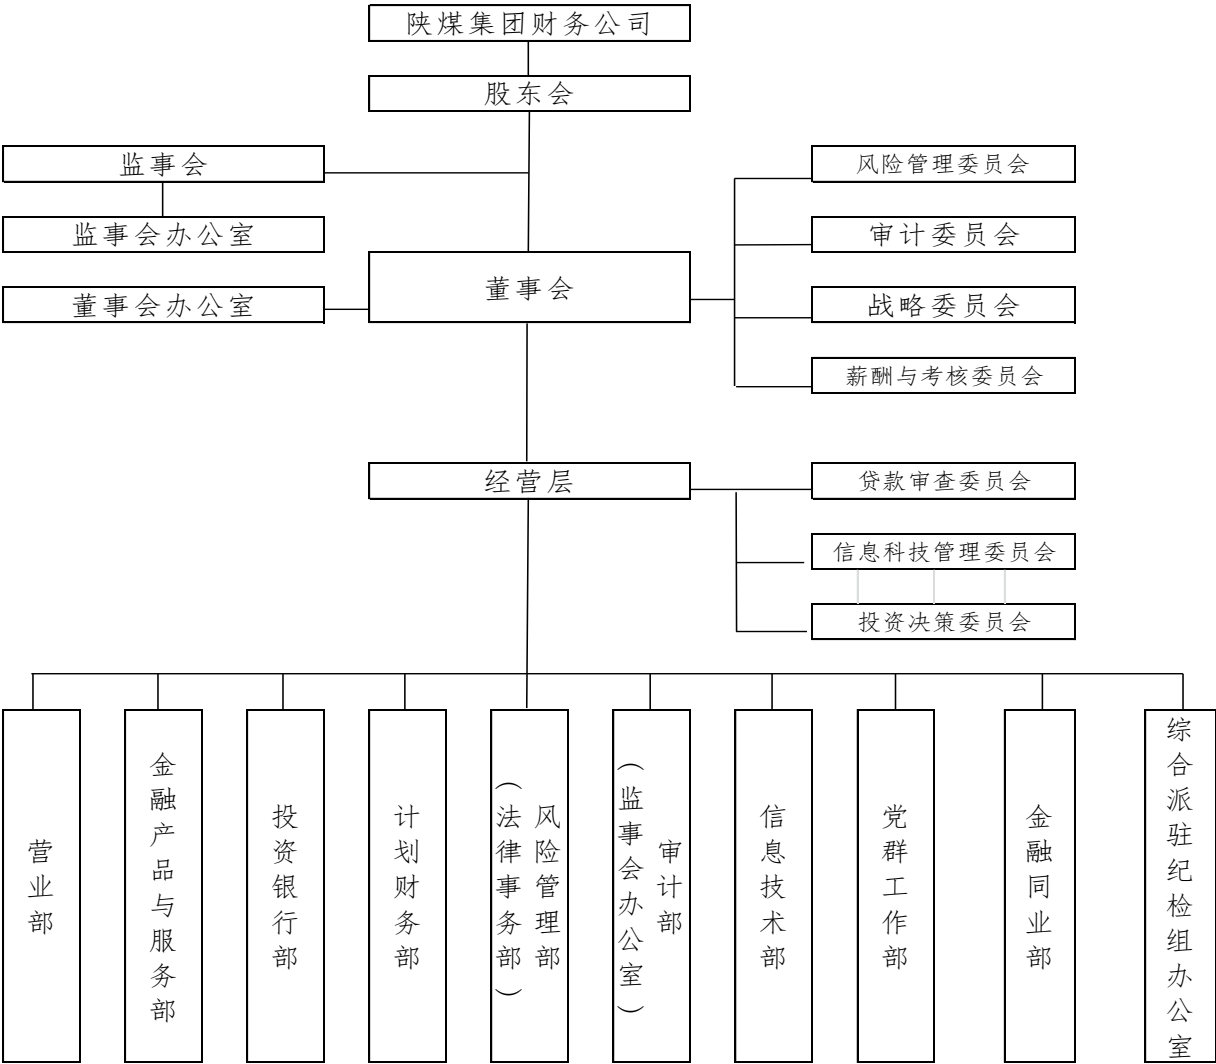 陕煤集团财务公司
股东会
监事会
风险管理委员会
监事会办公室
审计委员会
董事会
董事会办公室
战略委员会
薪酬与考核委员会
经营层
贷款审查委员会
信息科技管理委员会
投资决策委员会
营业部
金融产品与服务部
投资银行部
计划财务部
风险管理部
（法律事务部）
审计部
（监事会办公室）
信息技术部
党群工作部
金融同业部
综合派驻纪检组办公室